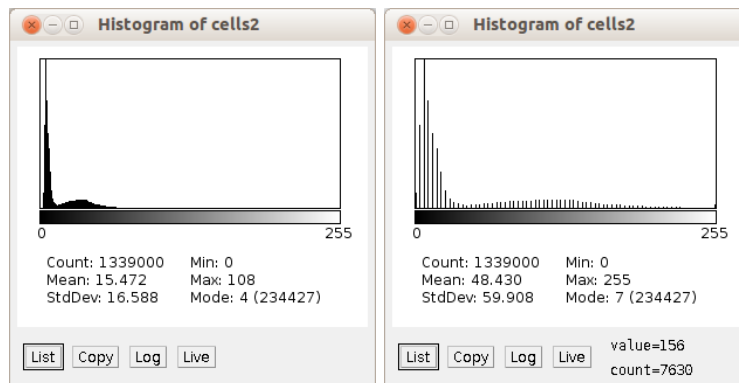 Histogram of cells2
0 255
Count: 1339000 Min: 0
Mean: 15.472 Max: 108
StdDev: 16.588 Mode: 4 (234427)
List Copy Log Live
Histogram of cells2
0 255
Count: 1339000 Min: 0
Mean: 48.430 Max: 255
StdDev: 59.908 Mode: 7 (234427)
List Copy Log Live
value=156
count=7630